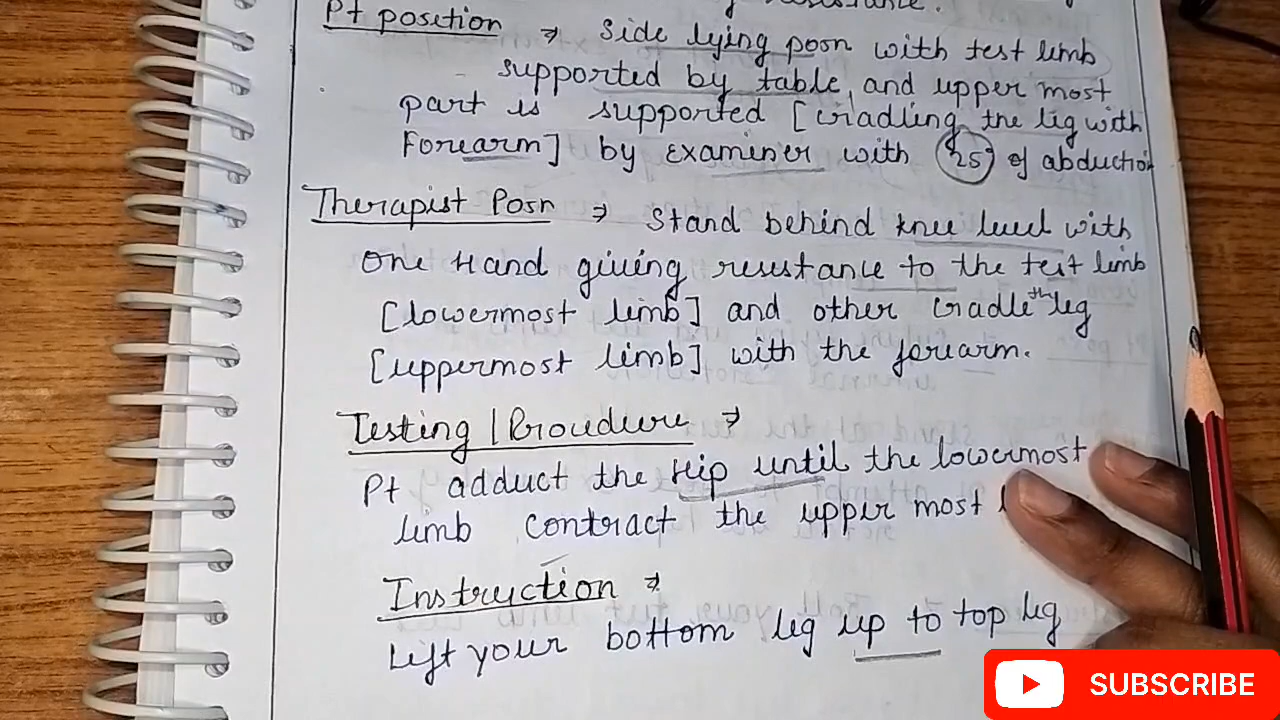 Resistance.
Pt position ⇒ Side lying posn with test limb
supported by table, and upper most
part is supported [cradling the leg with
Forearm] by examiner with 25° of abduction
Therapist Posn ⇒ Stand behind knee level with
one Hand giving resistance to the test limb
[lowermost limb] and other cradle the leg
[uppermost limb] with the forearm.
Testing / Procedure ⇒
Pt adduct the Hip until the lowermost
limb contract the upper most
Instruction ⇒
Lift your bottom leg up to top leg
SUBSCRIBE